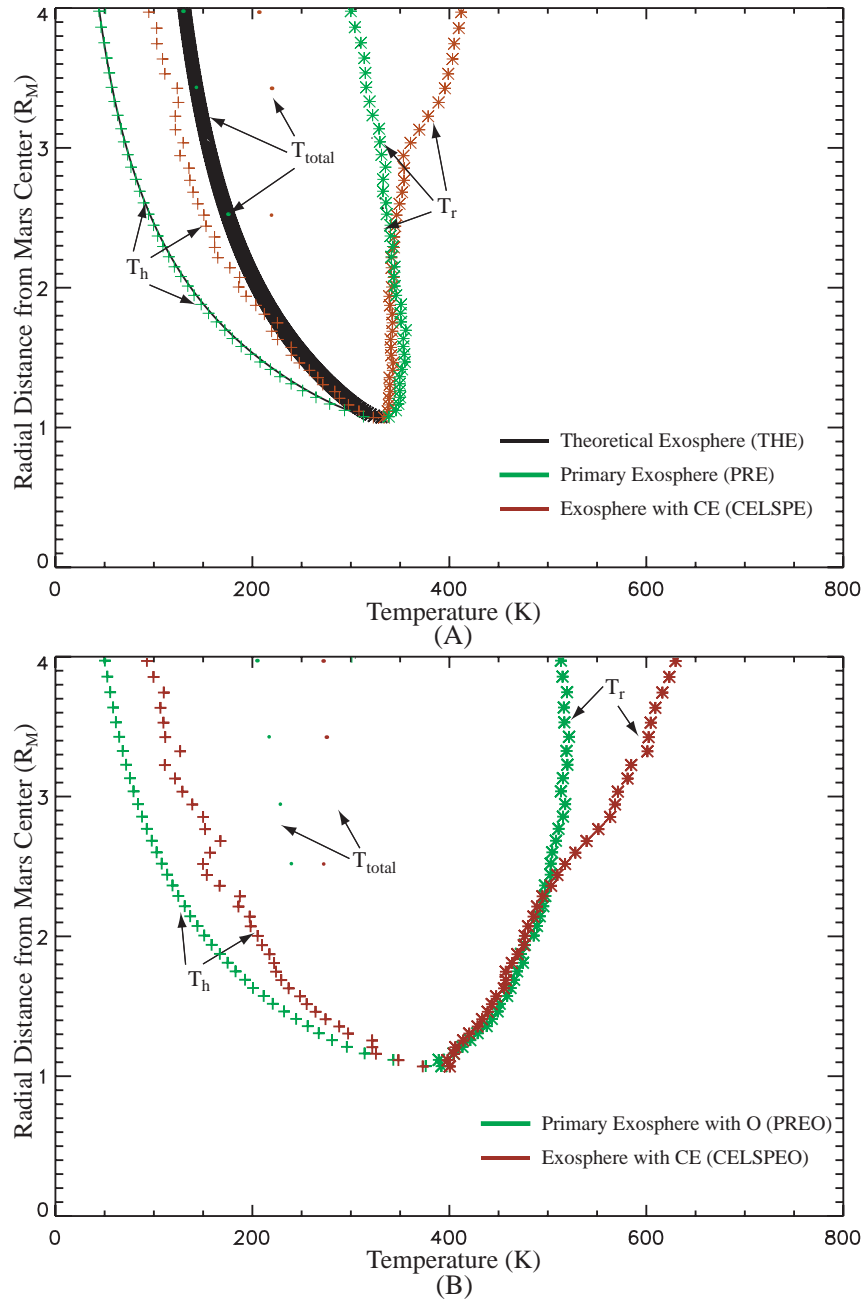 4
3
2
1
0
Radial Distance from Mars Center (R_M)
T_total
T_r
T_h
Theoretical Exosphere (THE)
Primary Exosphere (PRE)
Exosphere with CE (CELSPE)
0 200 400 600 800
Temperature (K)
(A)
4
3
2
1
0
Radial Distance from Mars Center (R_M)
T_r
T_total
T_h
Primary Exosphere with O (PREO)
Exosphere with CE (CELSPEO)
0 200 400 600 800
Temperature (K)
(B)